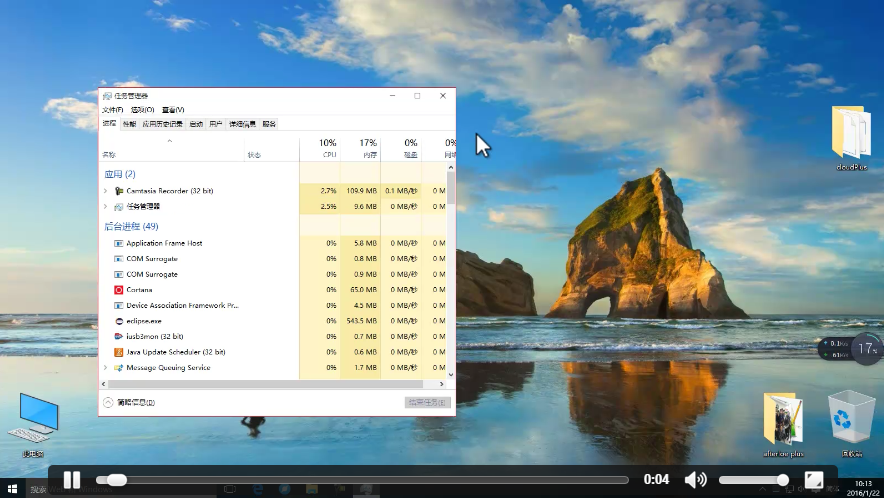 任务管理器
文件(F) 选项(O) 查看(V)
进程 性能 应用历史记录 启动 用户 详细信息 服务
10% 17% 0% 0%
名称 状态 CPU 内存 磁盘 网络
应用 (2)
Camtasia Recorder (32 bit) 2.7% 109.9 MB 0.1 MB/秒 0 M
任务管理器 2.5% 9.6 MB 0 MB/秒 0 M
后台进程 (49)
Application Frame Host 0% 5.8 MB 0 MB/秒 0 M
COM Surrogate 0% 0.8 MB 0 MB/秒 0 M
COM Surrogate 0% 0.9 MB 0 MB/秒 0 M
Cortana 0% 65.0 MB 0 MB/秒 0 M
Device Association Framework Pr... 0% 4.5 MB 0 MB/秒 0 M
eclipse.exe 0% 543.5 MB 0 MB/秒 0 M
iusb3mon (32 bit) 0% 0.7 MB 0 MB/秒 0 M
Java Update Scheduler (32 bit) 0% 0.6 MB 0 MB/秒 0 M
Message Queuing Service 0% 1.7 MB 0 MB/秒 0 M
简略信息(D) 结束任务(E)
cloudPlus
17%
此电脑
alter oe plus
回收站
0:04
10:13
2016/1/22